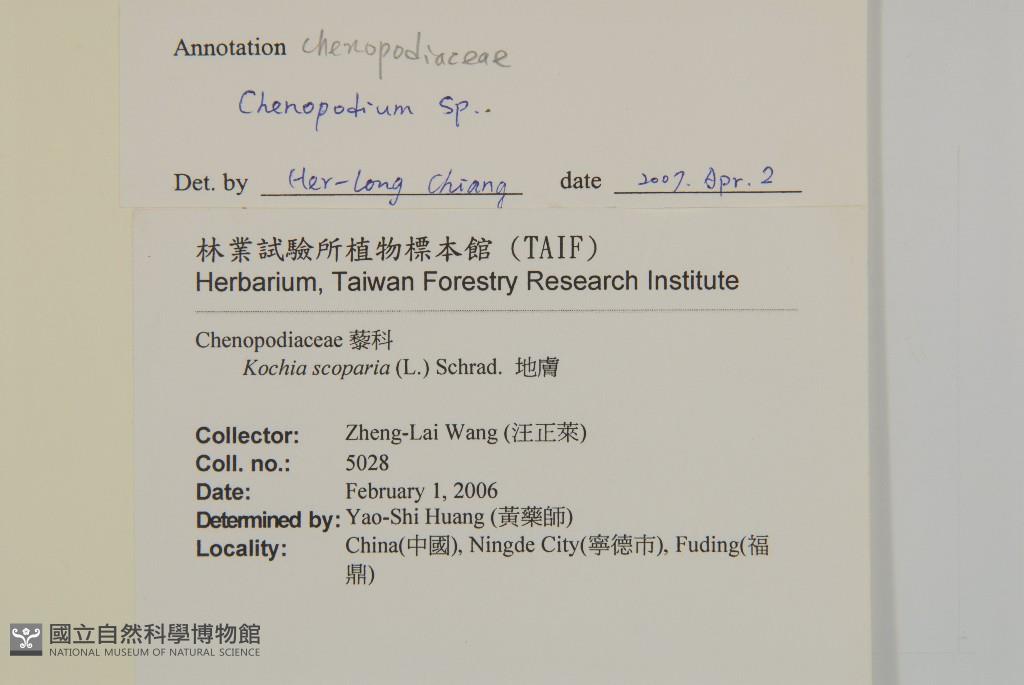 Annotation Chenopodiaceae
Chenopodium sp..
Det. by Her-Long Chiang date 2007. Apr. 2
林業試驗所植物標本館 (TAIF)
Herbarium, Taiwan Forestry Research Institute
Chenopodiaceae 藜科
Kochia scoparia (L.) Schrad. 地膚
Collector: Zheng-Lai Wang (汪正萊)
Coll. no.: 5028
Date: February 1, 2006
Determined by: Yao-Shi Huang (黃藥師)
Locality: China(中國), Ningde City(寧德市), Fuding(福
鼎)
國立自然科學博物館
NATIONAL MUSEUM OF NATURAL SCIENCE